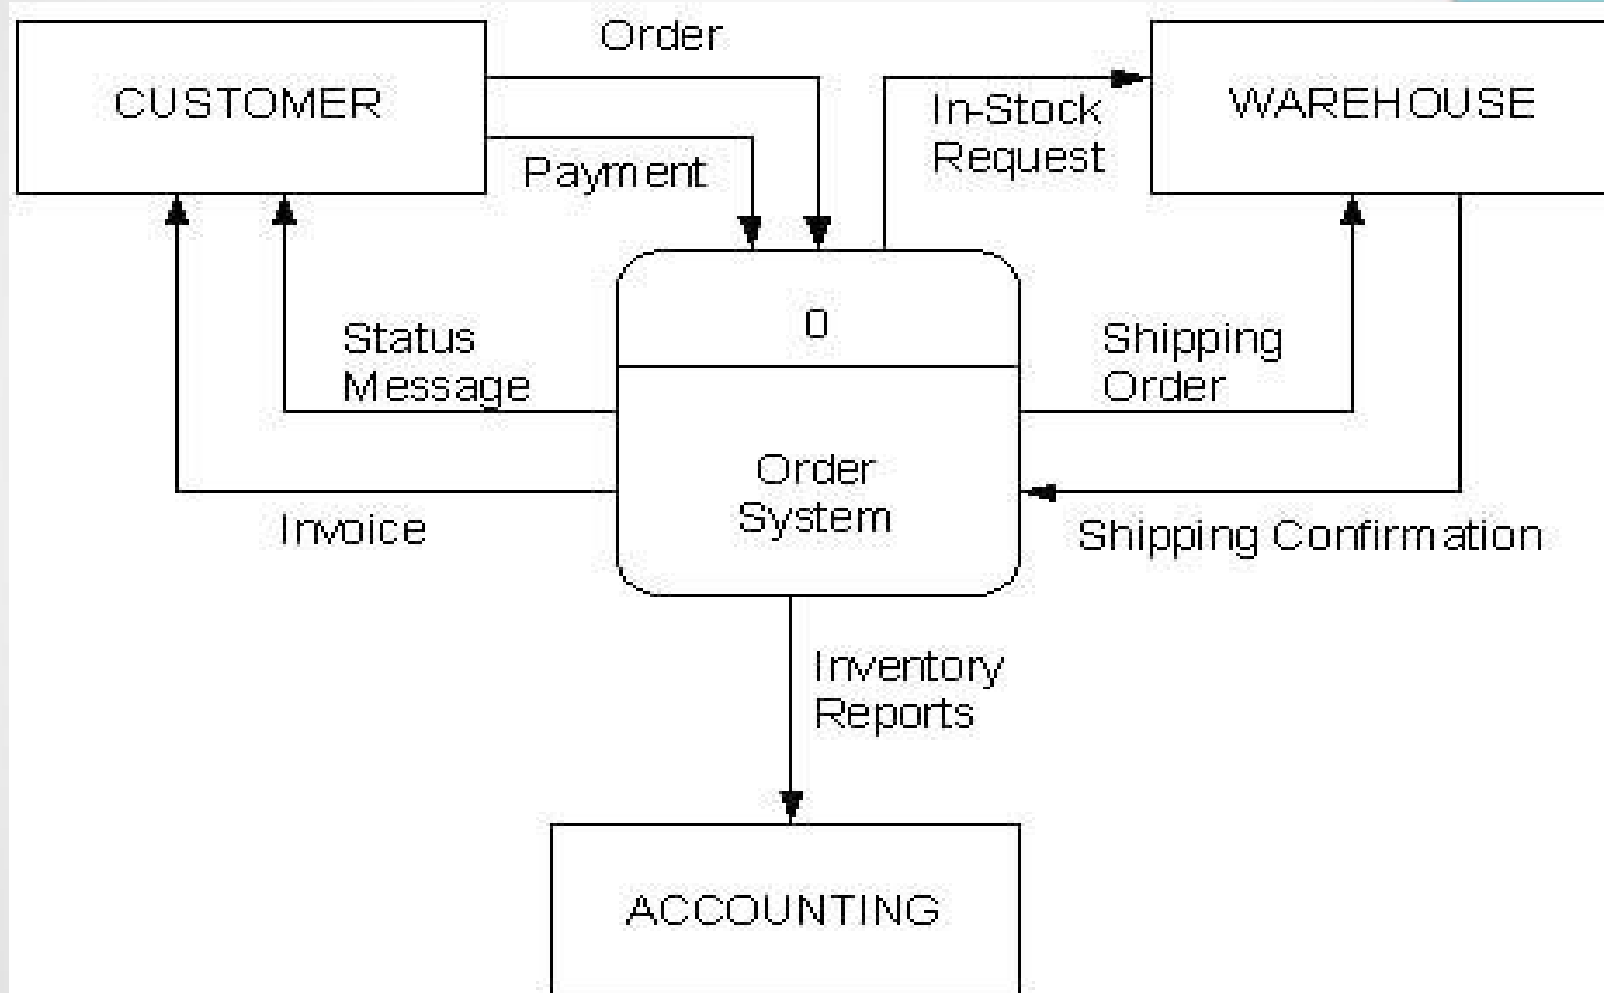 Order
CUSTOMER
WAREHOUSE
In-Stock
Request
Payment
0
Status
Message
Shipping
Order
Order
System
Invoice
Shipping Confirmation
Inventory
Reports
ACCOUNTING